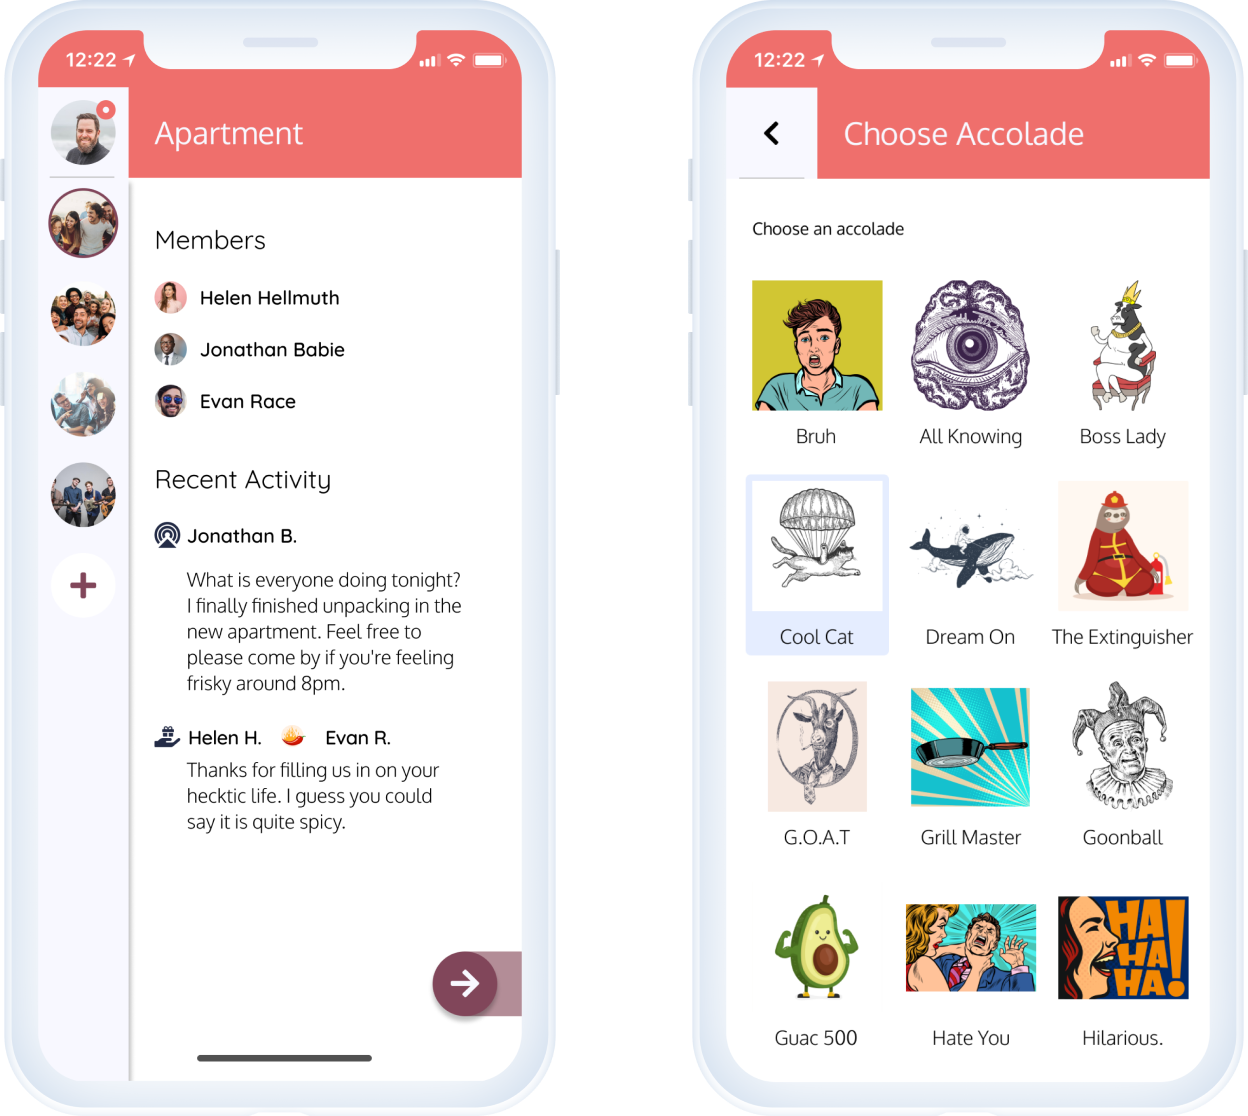 12:22
Apartment
Members
Helen Hellmuth
Jonathan Babie
Evan Race
Recent Activity
Jonathan B.
What is everyone doing tonight?
I finally finished unpacking in the
new apartment. Feel free to
please come by if you're feeling
frisky around 8pm.
Helen H. Evan R.
Thanks for filling us in on your
hecktic life. I guess you could
say it is quite spicy.
12:22
Choose Accolade
Choose an accolade
Bruh
All Knowing
Boss Lady
Cool Cat
Dream On
The Extinguisher
G.O.A.T
Grill Master
Goonball
HA
HA
HA!
Guac 500
Hate You
Hilarious.